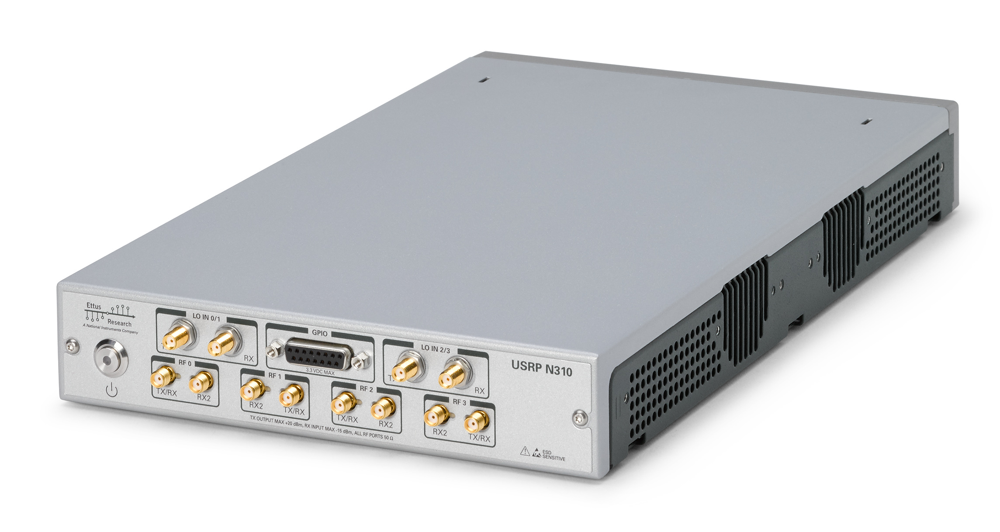 Ettus
Research
A National Instruments Company
LO IN 0/1
RX
GPIO
3.3 VDC MAX
LO IN 2/3
RX
USRP N310
RF 0
TX/RX
RX2
RF 1
RX2
TX/RX
RF 2
TX/RX
RX2
RF 3
RX2
TX/RX
TX OUTPUT MAX +20 dBm, RX INPUT MAX -15 dBm, ALL RF PORTS 50 Ω
ESD
SENSITIVE